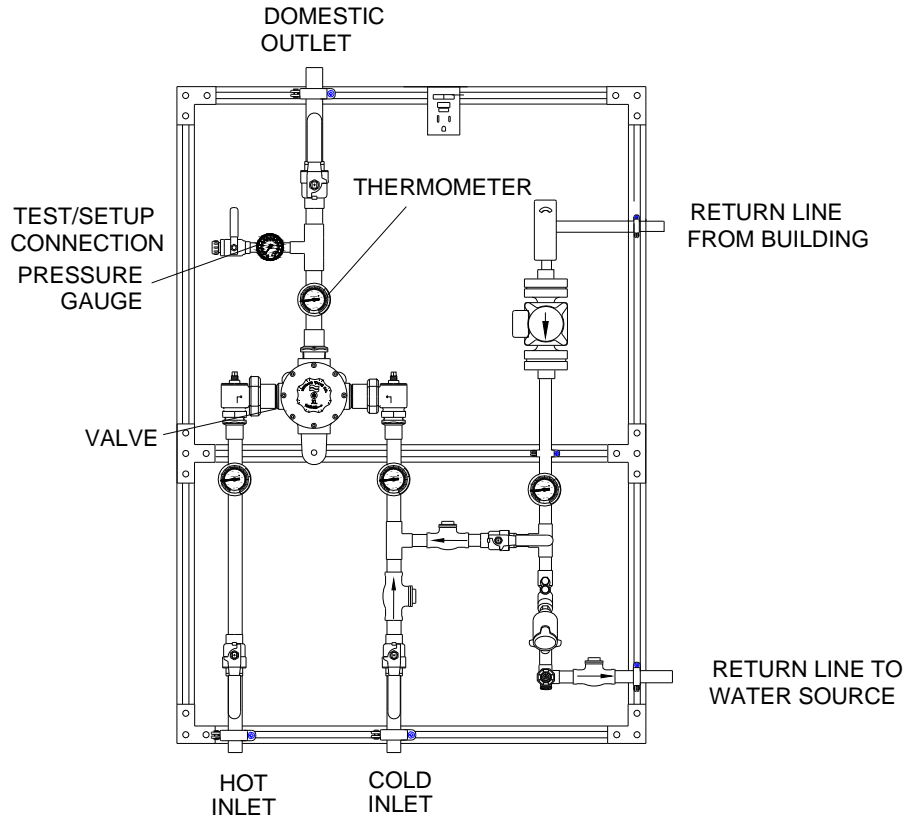 DOMESTIC
OUTLET
THERMOMETER
TEST/SETUP
CONNECTION
PRESSURE
GAUGE
RETURN LINE
FROM BUILDING
VALVE
RETURN LINE TO
WATER SOURCE
HOT
INLET
COLD
INLET